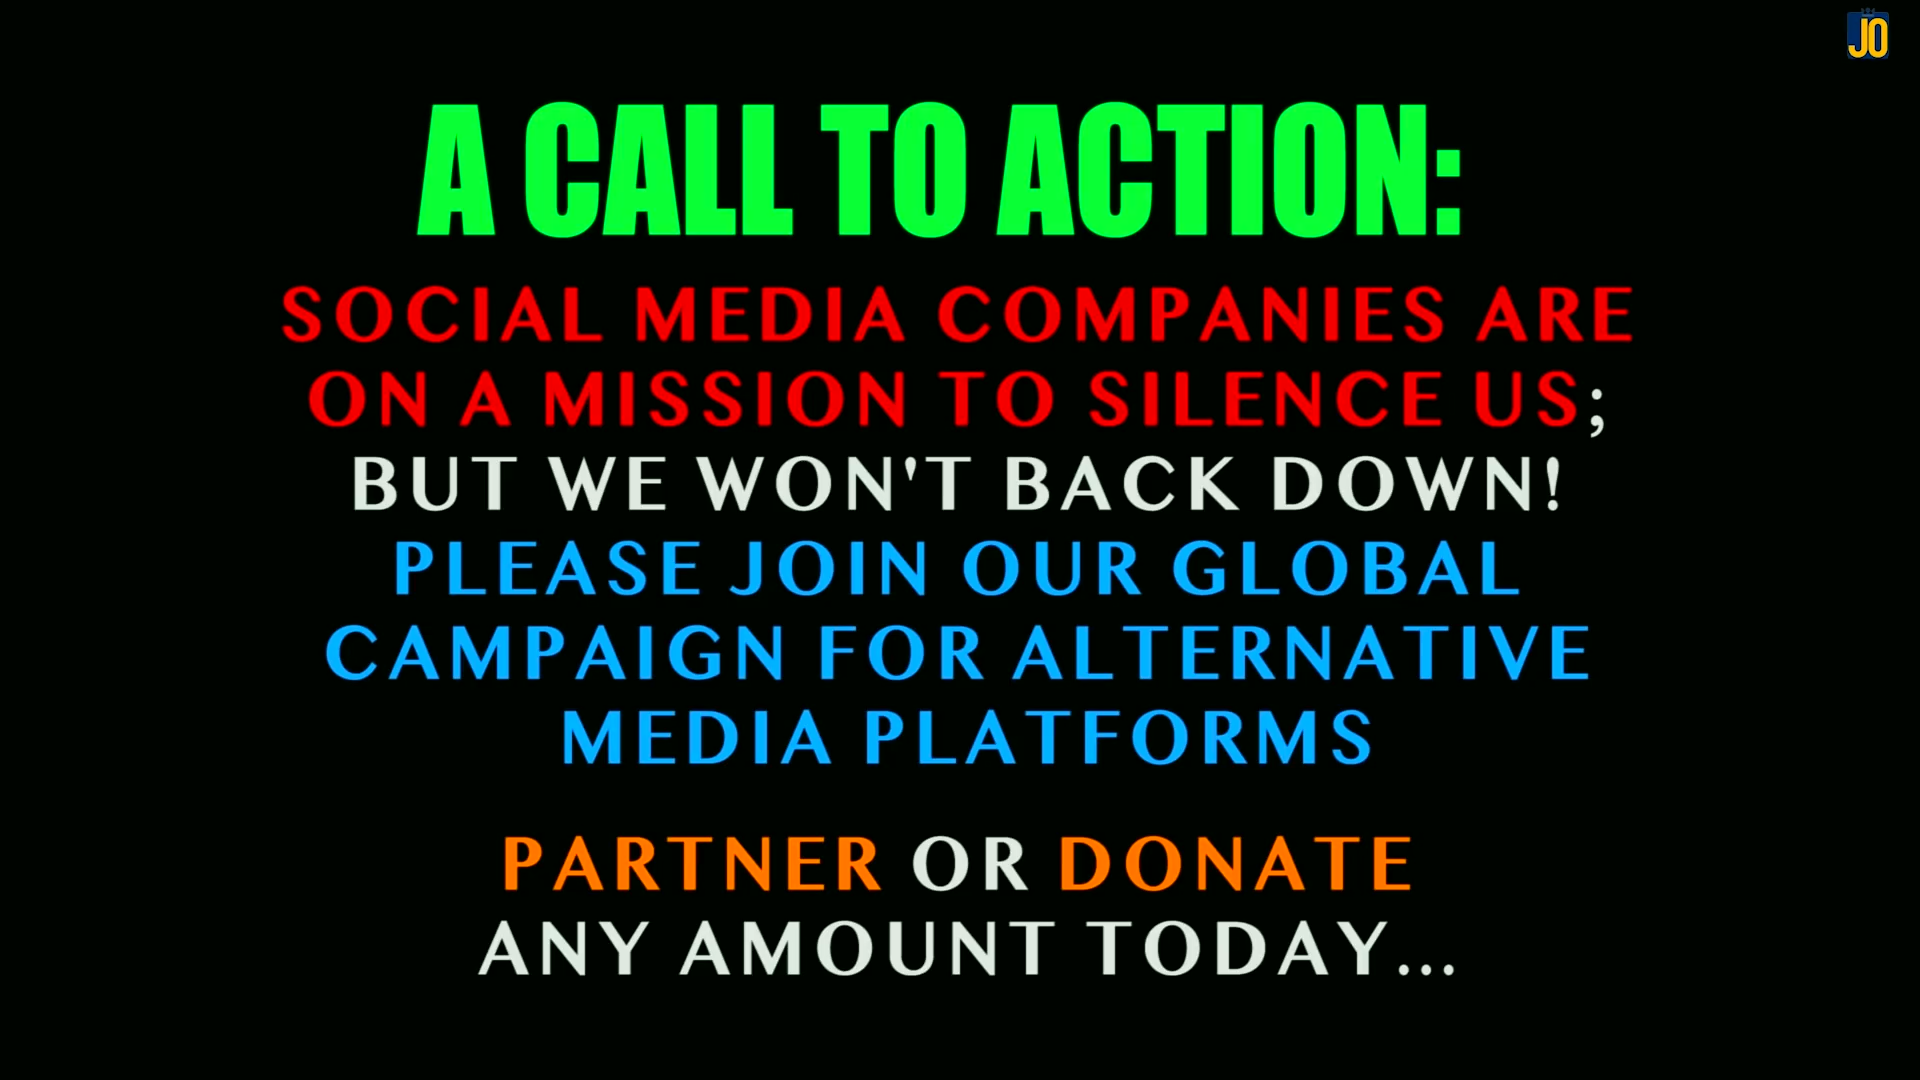 JO
A CALL TO ACTION:
SOCIAL MEDIA COMPANIES ARE
ON A MISSION TO SILENCE US;
BUT WE WON'T BACK DOWN!
PLEASE JOIN OUR GLOBAL
CAMPAIGN FOR ALTERNATIVE
MEDIA PLATFORMS
PARTNER OR DONATE
ANY AMOUNT TODAY...